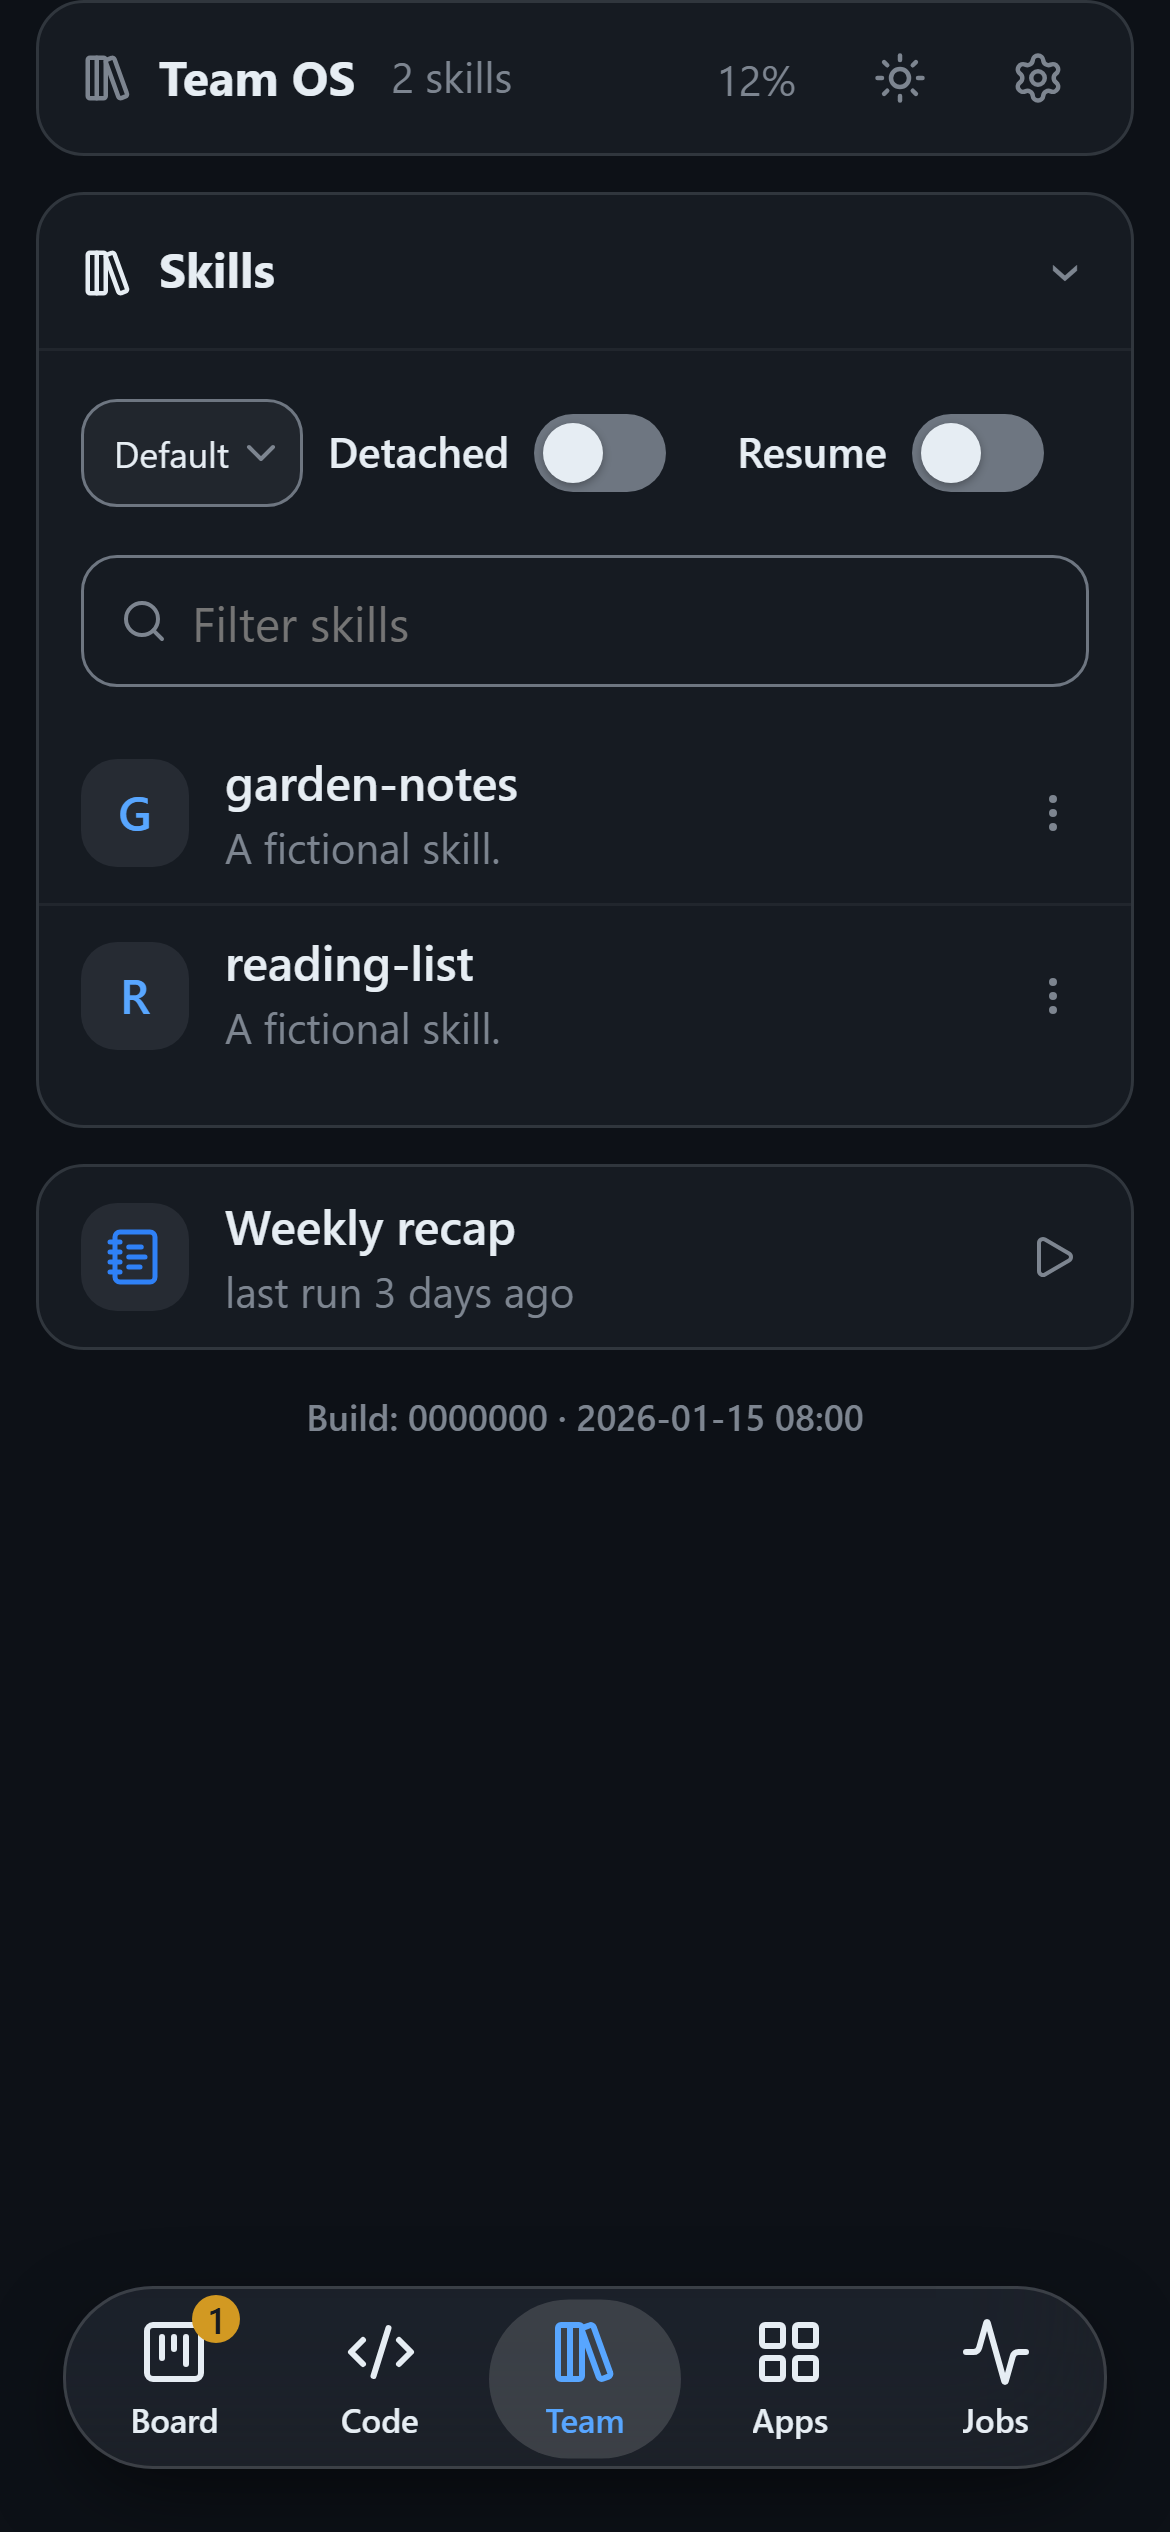 Team OS 2 skills 12%
Skills
Default Detached Resume
Filter skills
G garden-notes
A fictional skill.
R reading-list
A fictional skill.
Weekly recap
last run 3 days ago
Build: 0000000 · 2026-01-15 08:00
1
Board Code Team Apps Jobs